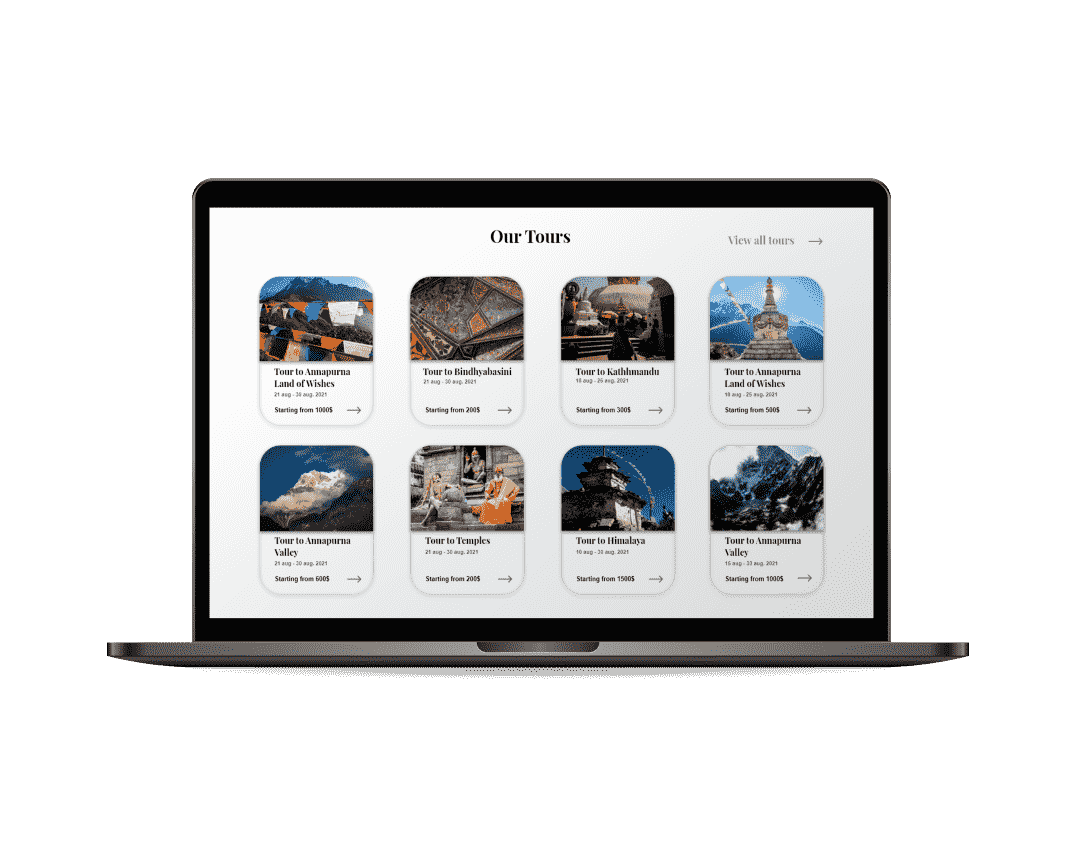 Our Tours
View all tours
Tour to Annapurna
Land of Wishes
21 aug - 30 aug, 2021
Starting from 1000$
Tour to Bindhyabasini
21 aug - 30 aug, 2021
Starting from 200$
Tour to Kathhmandu
18 aug - 25 aug, 2021
Starting from 300$
Tour to Annapurna
Land of Wishes
18 aug - 25 aug, 2021
Starting from 500$
Tour to Annapurna
Valley
21 aug - 30 aug, 2021
Starting from 600$
Tour to Temples
21 aug - 30 aug, 2021
Starting from 200$
Tour to Himalaya
10 aug - 30 aug, 2021
Starting from 1500$
Tour to Annapurna
Valley
aug - aug, 2021
Starting from 1000$